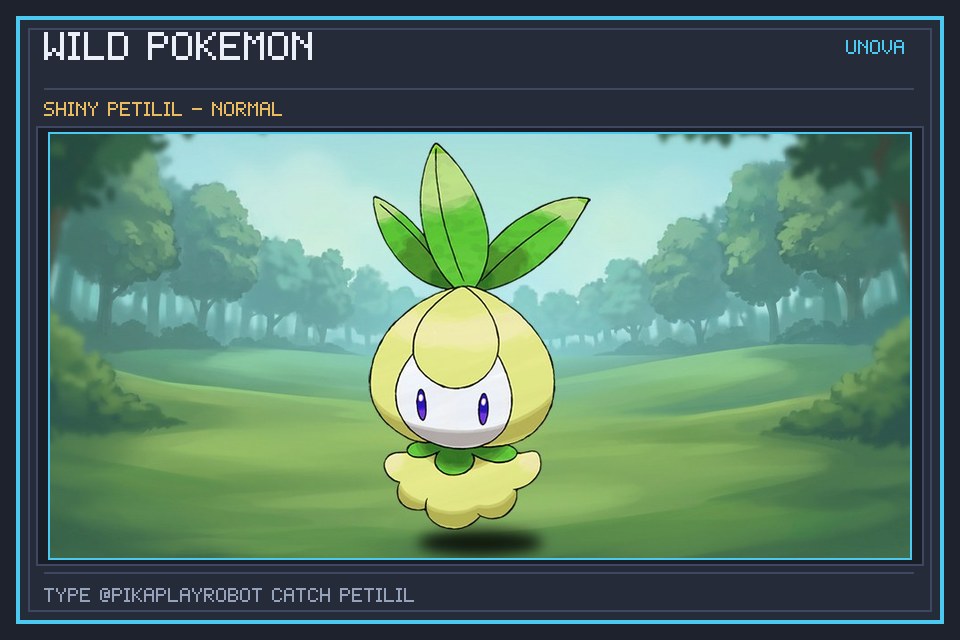 WILD POKEMON
UNOVA
SHINY PETILIL - NORMAL
TYPE @PIKAPLAYROBOT CATCH PETILIL